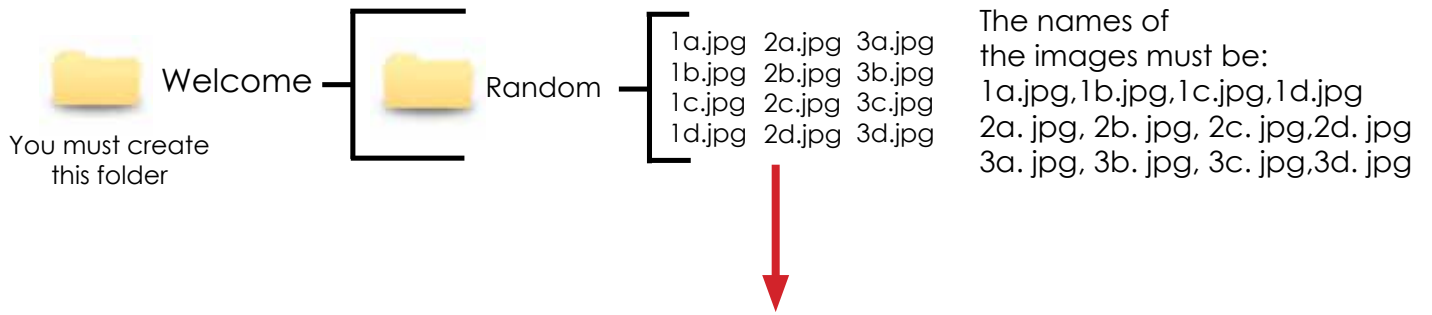 Welcome
You must create
this folder
Random
1a.jpg 2a.jpg 3a.jpg
1b.jpg 2b.jpg 3b.jpg
1c.jpg 2c.jpg 3c.jpg
1d.jpg 2d.jpg 3d.jpg
The names of
the images must be:
1a.jpg,1b.jpg,1c.jpg,1d.jpg
2a. jpg, 2b. jpg, 2c. jpg,2d. jpg
3a. jpg, 3b. jpg, 3c. jpg,3d. jpg